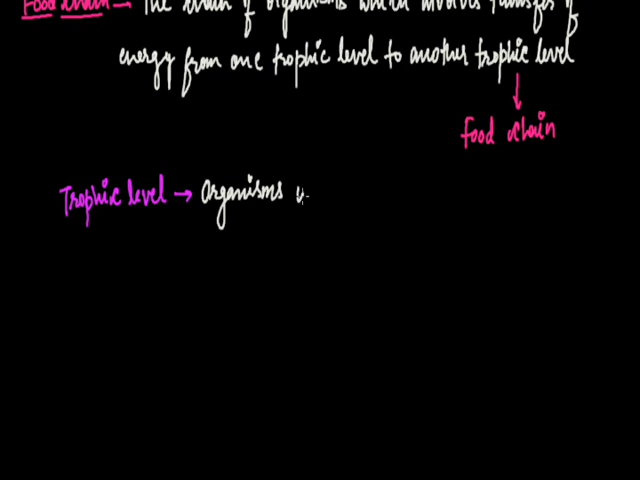 Food chain → The chain of organisms which involves transfer of
energy from one trophic level to another trophic level
food chain
Trophic level → Organisms